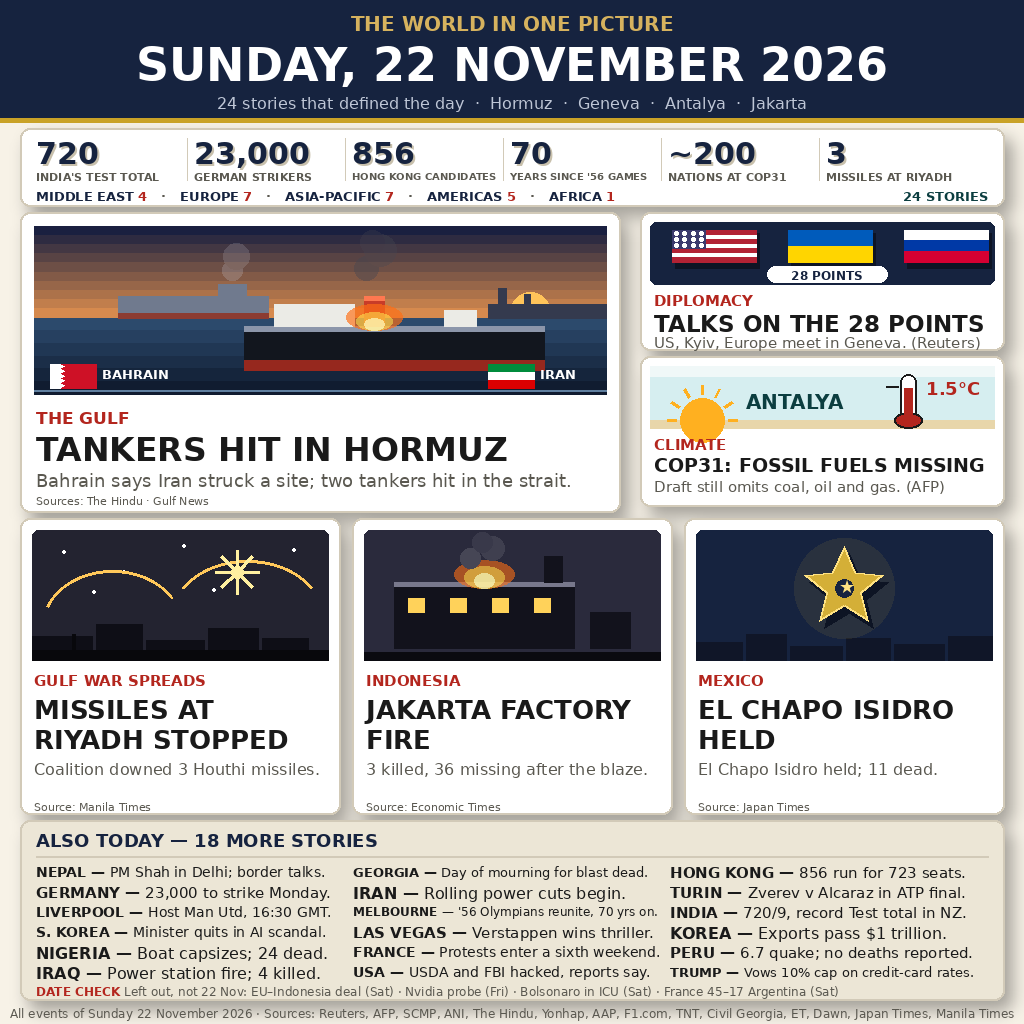 THE WORLD IN ONE PICTURE
SUNDAY, 22 NOVEMBER 2026
24 stories that defined the day · Hormuz · Geneva · Antalya · Jakarta
720
INDIA'S TEST TOTAL
23,000
GERMAN STRIKERS
856
HONG KONG CANDIDATES
70
YEARS SINCE '56 GAMES
~200
NATIONS AT COP31
3
MISSILES AT RIYADH
MIDDLE EAST 4 · EUROPE 7 · ASIA-PACIFIC 7 · AMERICAS 5 · AFRICA 1
24 STORIES
BAHRAIN
IRAN
THE GULF
TANKERS HIT IN HORMUZ
Bahrain says Iran struck a site; two tankers hit in the strait.
Sources: The Hindu · Gulf News
28 POINTS
DIPLOMACY
TALKS ON THE 28 POINTS
US, Kyiv, Europe meet in Geneva. (Reuters)
ANTALYA
1.5°C
CLIMATE
COP31: FOSSIL FUELS MISSING
Draft still omits coal, oil and gas. (AFP)
GULF WAR SPREADS
MISSILES AT
RIYADH STOPPED
Coalition downed 3 Houthi missiles.
Source: Manila Times
INDONESIA
JAKARTA FACTORY
FIRE
3 killed, 36 missing after the blaze.
Source: Economic Times
MEXICO
EL CHAPO ISIDRO
HELD
El Chapo Isidro held; 11 dead.
Source: Japan Times
ALSO TODAY — 18 MORE STORIES
NEPAL — PM Shah in Delhi; border talks.
GERMANY — 23,000 to strike Monday.
LIVERPOOL — Host Man Utd, 16:30 GMT.
S. KOREA — Minister quits in AI scandal.
NIGERIA — Boat capsizes; 24 dead.
IRAQ — Power station fire; 4 killed.
GEORGIA — Day of mourning for blast dead.
IRAN — Rolling power cuts begin.
MELBOURNE — '56 Olympians reunite, 70 yrs on.
LAS VEGAS — Verstappen wins thriller.
FRANCE — Protests enter a sixth weekend.
USA — USDA and FBI hacked, reports say.
HONG KONG — 856 run for 723 seats.
TURIN — Zverev v Alcaraz in ATP final.
INDIA — 720/9, record Test total in NZ.
KOREA — Exports pass $1 trillion.
PERU — 6.7 quake; no deaths reported.
TRUMP — Vows 10% cap on credit-card rates.
DATE CHECK Left out, not 22 Nov: EU–Indonesia deal (Sat) · Nvidia probe (Fri) · Bolsonaro in ICU (Sat) · France 45–17 Argentina (Sat)
All events of Sunday 22 November 2026 · Sources: Reuters, AFP, SCMP, ANI, The Hindu, Yonhap, AAP, F1.com, TNT, Civil Georgia, ET, Dawn, Japan Times, Manila Times